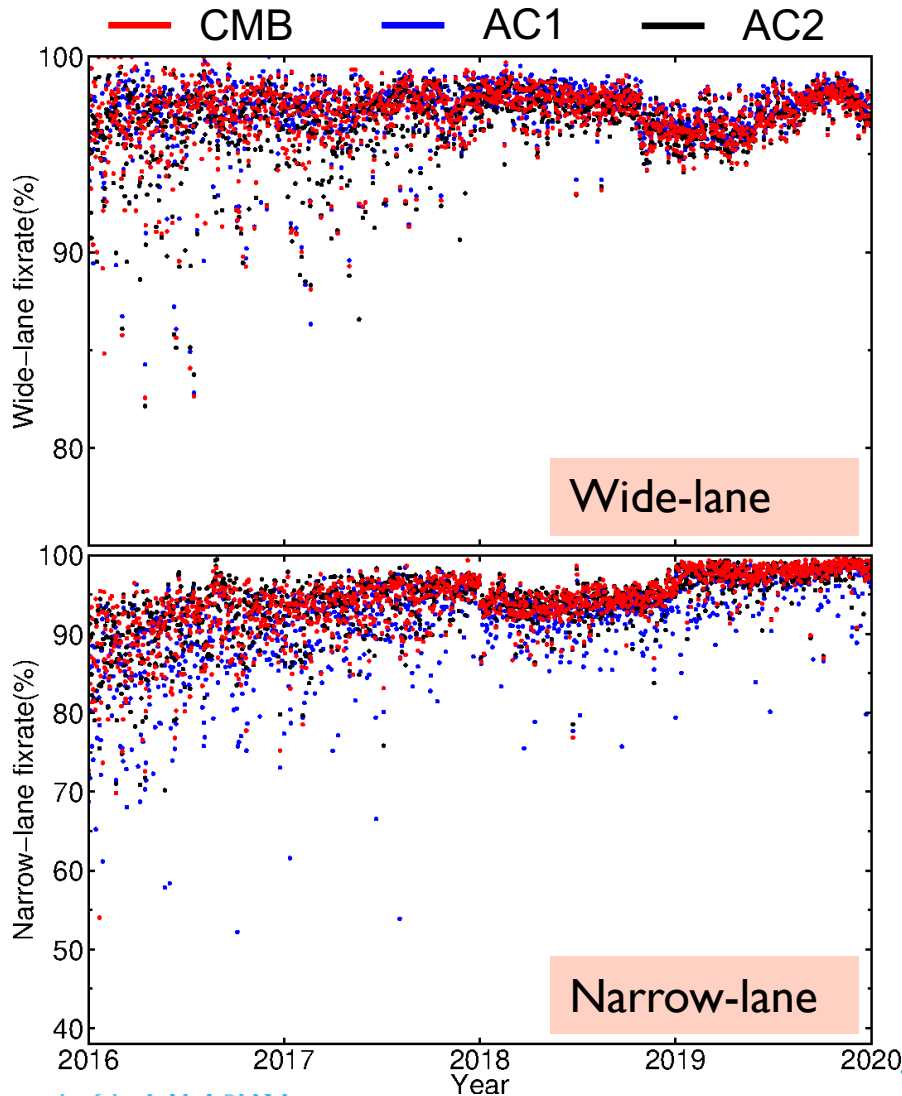 CMB AC1 AC2
100
90
80
Wide-lane fixrate(%)
Wide-lane
100
90
80
70
60
50
40
Narrow-lane fixrate(%)
Narrow-lane
2016 2017 2018 2019 2020
Year